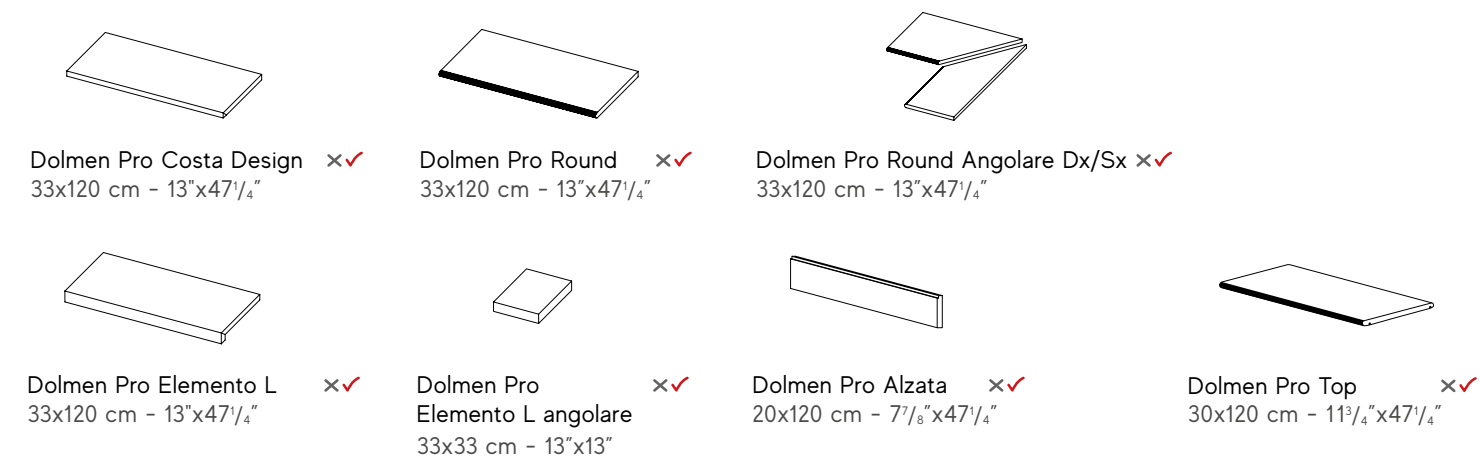 Dolmen Pro Costa Design ×✓
33x120 cm - 13"x47¹/₄"
Dolmen Pro Round ×✓
33x120 cm - 13"x47¹/₄"
Dolmen Pro Round Angolare Dx/Sx ×✓
33x120 cm - 13"x47¹/₄"
Dolmen Pro Elemento L ×✓
33x120 cm - 13"x47¹/₄"
Dolmen Pro ×✓
Elemento L angolare
33x33 cm - 13"x13"
Dolmen Pro Alzata ×✓
20x120 cm - 7⁷/₈"x47¹/₄"
Dolmen Pro Top ×✓
30x120 cm - 11³/₄"x47¹/₄"